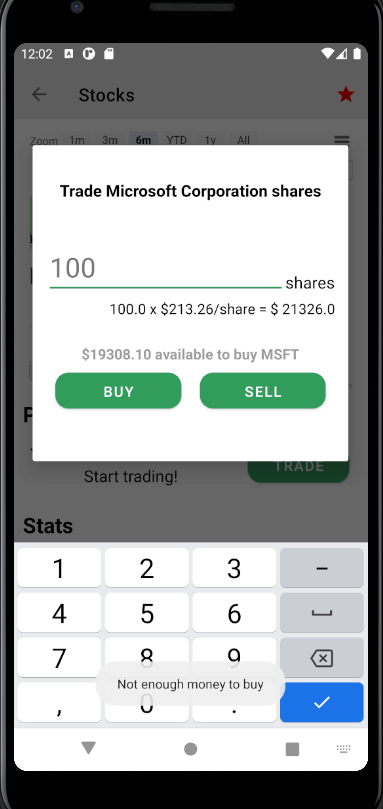 12:02
Stocks
Zoom 1m 3m 6m YTD 1y All
Trade Microsoft Corporation shares
100 shares
100.0 x $213.26/share = $ 21326.0
$19308.10 available to buy MSFT
BUY SELL
P
Start trading! TRADE
Stats
1 2 3 -
4 5 6
7 8 9
Not enough money to buy
, 0 .